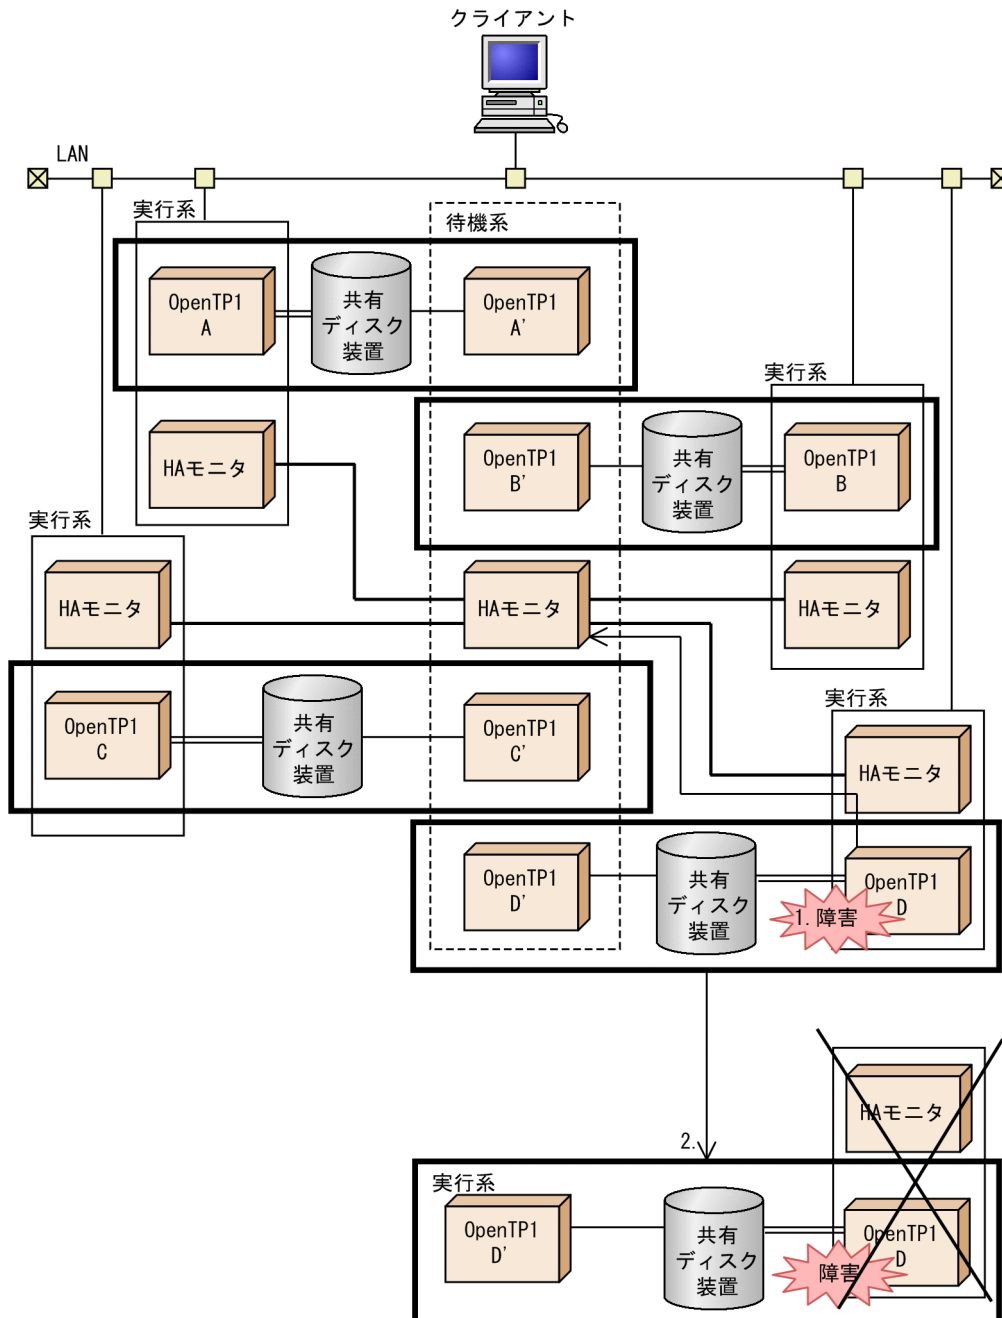 クライアント
LAN
実行系
待機系
OpenTP1
A
共有
ディスク
装置
OpenTP1
A'
実行系
HAモニタ
OpenTP1
B'
共有
ディスク
装置
OpenTP1
B
実行系
HAモニタ
HAモニタ
HAモニタ
OpenTP1
C
共有
ディスク
装置
OpenTP1
C'
実行系
HAモニタ
OpenTP1
D'
共有
ディスク
装置
OpenTP1
D
1.障害
HAモニタ
2.
実行系
OpenTP1
D'
共有
ディスク
装置
OpenTP1
D
障害